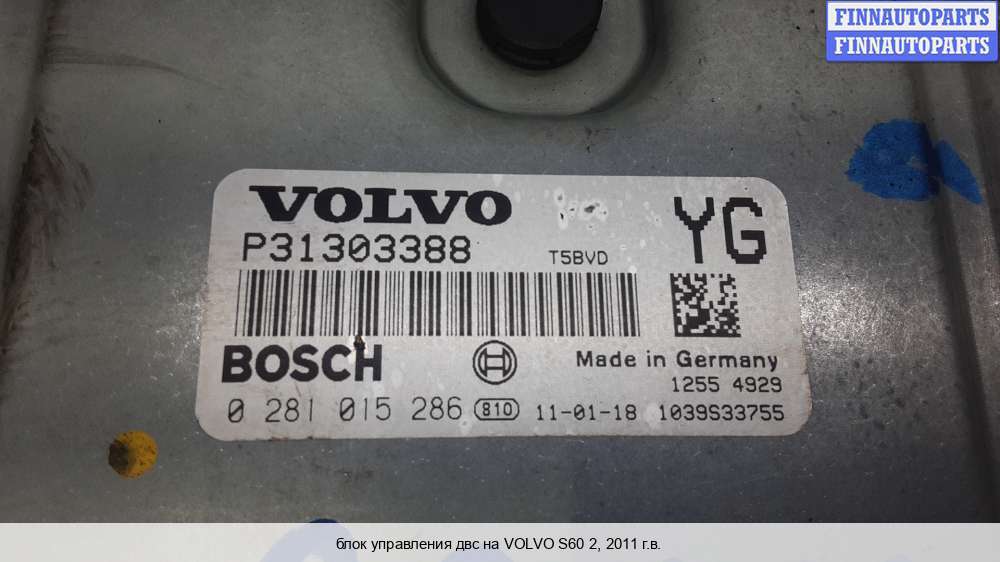 FINNAUTOPARTS
FINNAUTOPARTS
VOLVO
P31303388
T5BVD
YG
BOSCH
Made in Germany
1255 4929
0 281 015 286 810 11-01-18 1039S33755
блок управления двс на VOLVO S60 2, 2011 г.в.